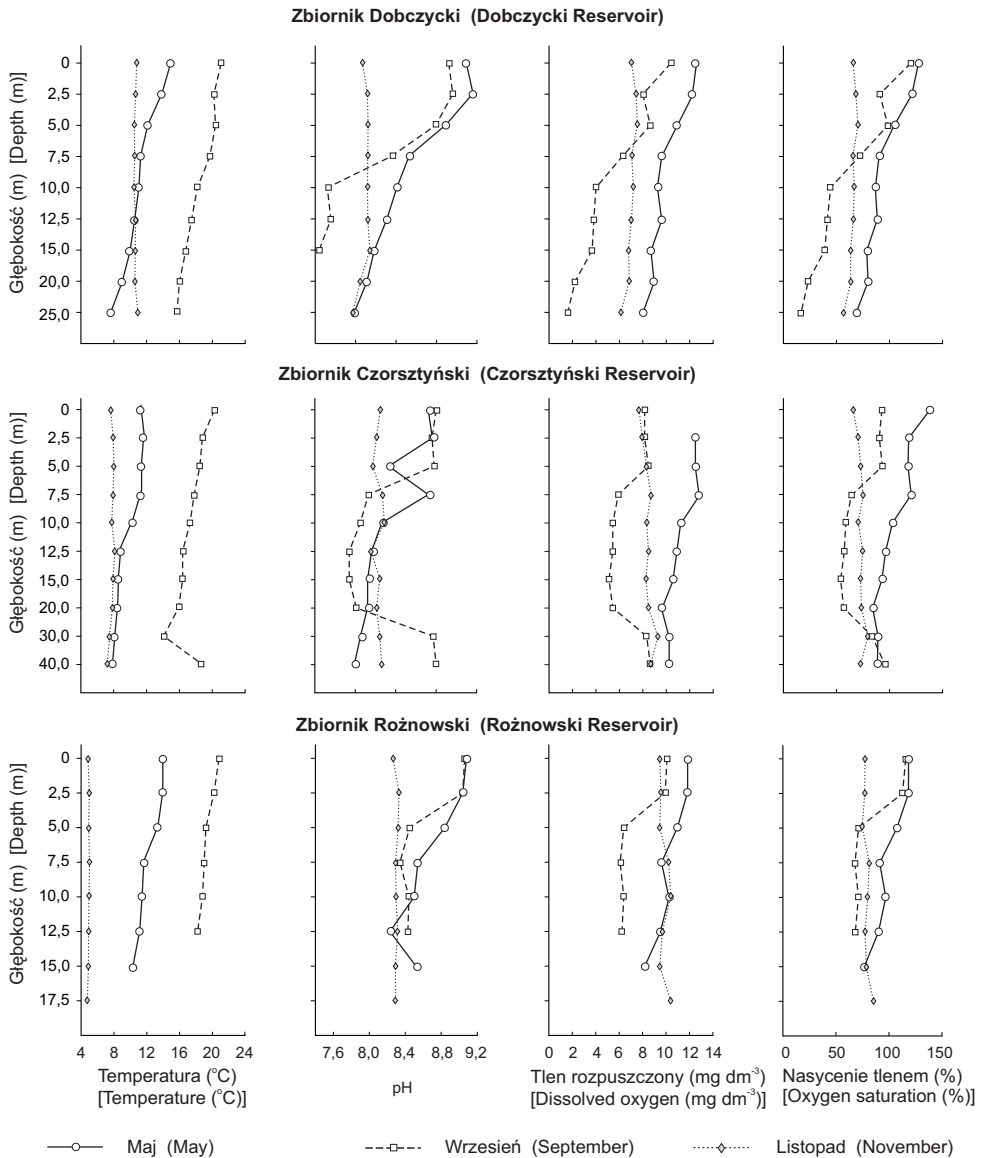 Zbiornik Dobczycki (Dobczycki Reservoir)
Głębokość (m) [Depth (m)]
0
2,5
5,0
7,5
10,0
12,5
15,0
20,0
25,0
Zbiornik Czorsztyński (Czorsztyński Reservoir)
Głębokość (m) [Depth (m)]
0
2,5
5,0
7,5
10,0
12,5
15,0
20,0
30,0
40,0
Zbiornik Rożnowski (Rożnowski Reservoir)
Głębokość (m) [Depth (m)]
0
2,5
5,0
7,5
10,0
12,5
15,0
17,5
4 8 12 16 20 24
7,6 8,0 8,4 8,8 9,2
0 2 4 6 8 10 12 14
0 50 100 150
Temperatura (°C)
[Temperature (°C)]
pH
Tlen rozpuszczony (mg dm-3)
[Dissolved oxygen (mg dm-3)]
Nasycenie tlenem (%)
[Oxygen saturation (%)]
Maj (May)
Wrzesień (September)
Listopad (November)